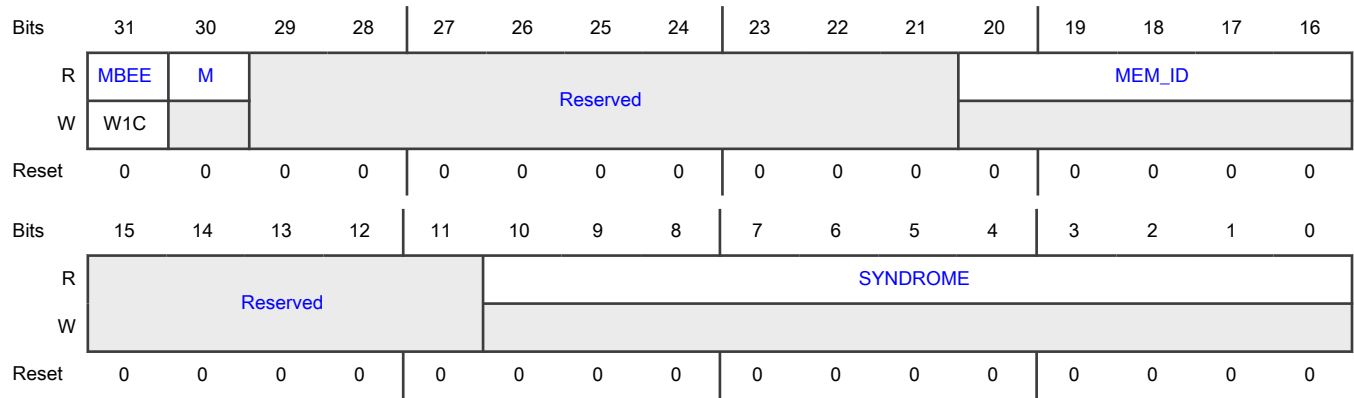 Bits 31 30 29 28 27 26 25 24 23 22 21 20 19 18 17 16
R MBEE M Reserved MEM_ID
W W1C
Reset 0 0 0 0 0 0 0 0 0 0 0 0 0 0 0 0
Bits 15 14 13 12 11 10 9 8 7 6 5 4 3 2 1 0
R Reserved SYNDROME
W
Reset 0 0 0 0 0 0 0 0 0 0 0 0 0 0 0 0